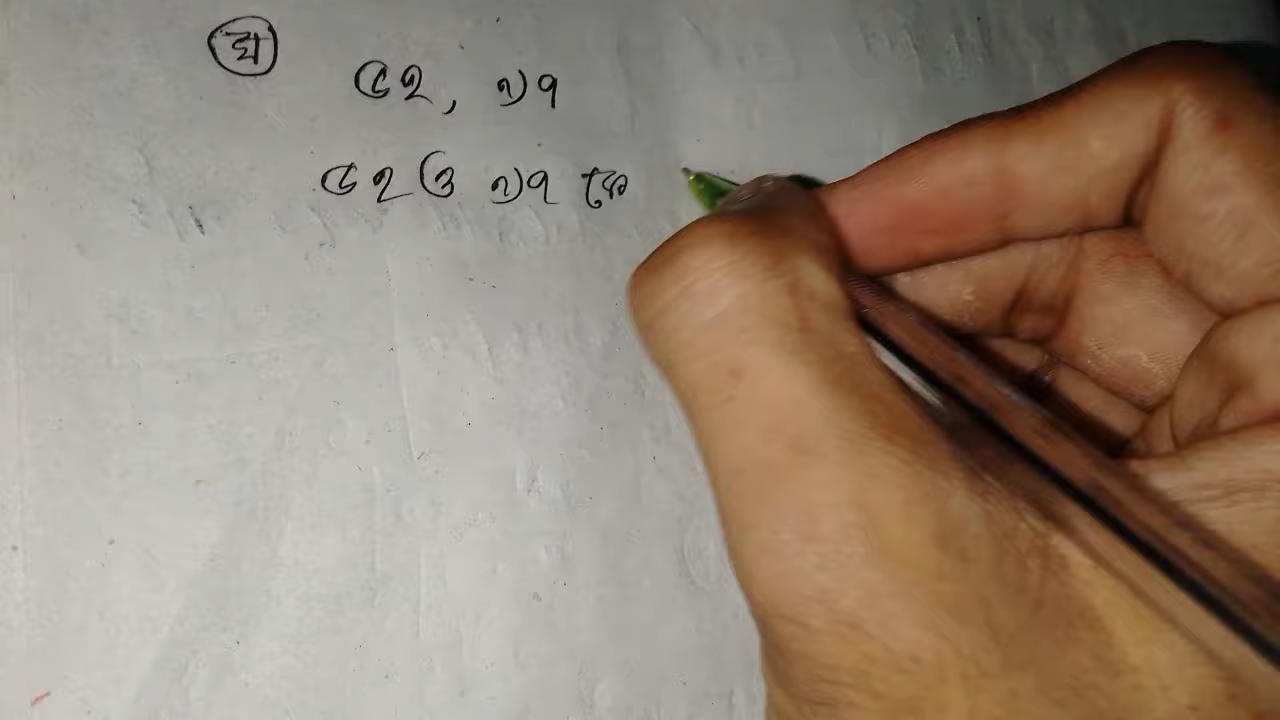 ঘ ৫২, ৯৭
৫২ ও ৯৭ কে